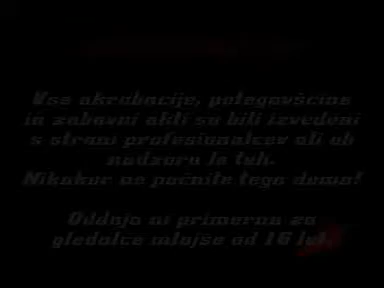 Vse akrobacije, potegavščine
in zabavni akti so bili izvedeni
s strani profesionalcev ali ob
nadzoru le teh.
Nikakor ne počnite tega doma!
Oddaja ni primerna za
gledalce mlajše od 16 let.